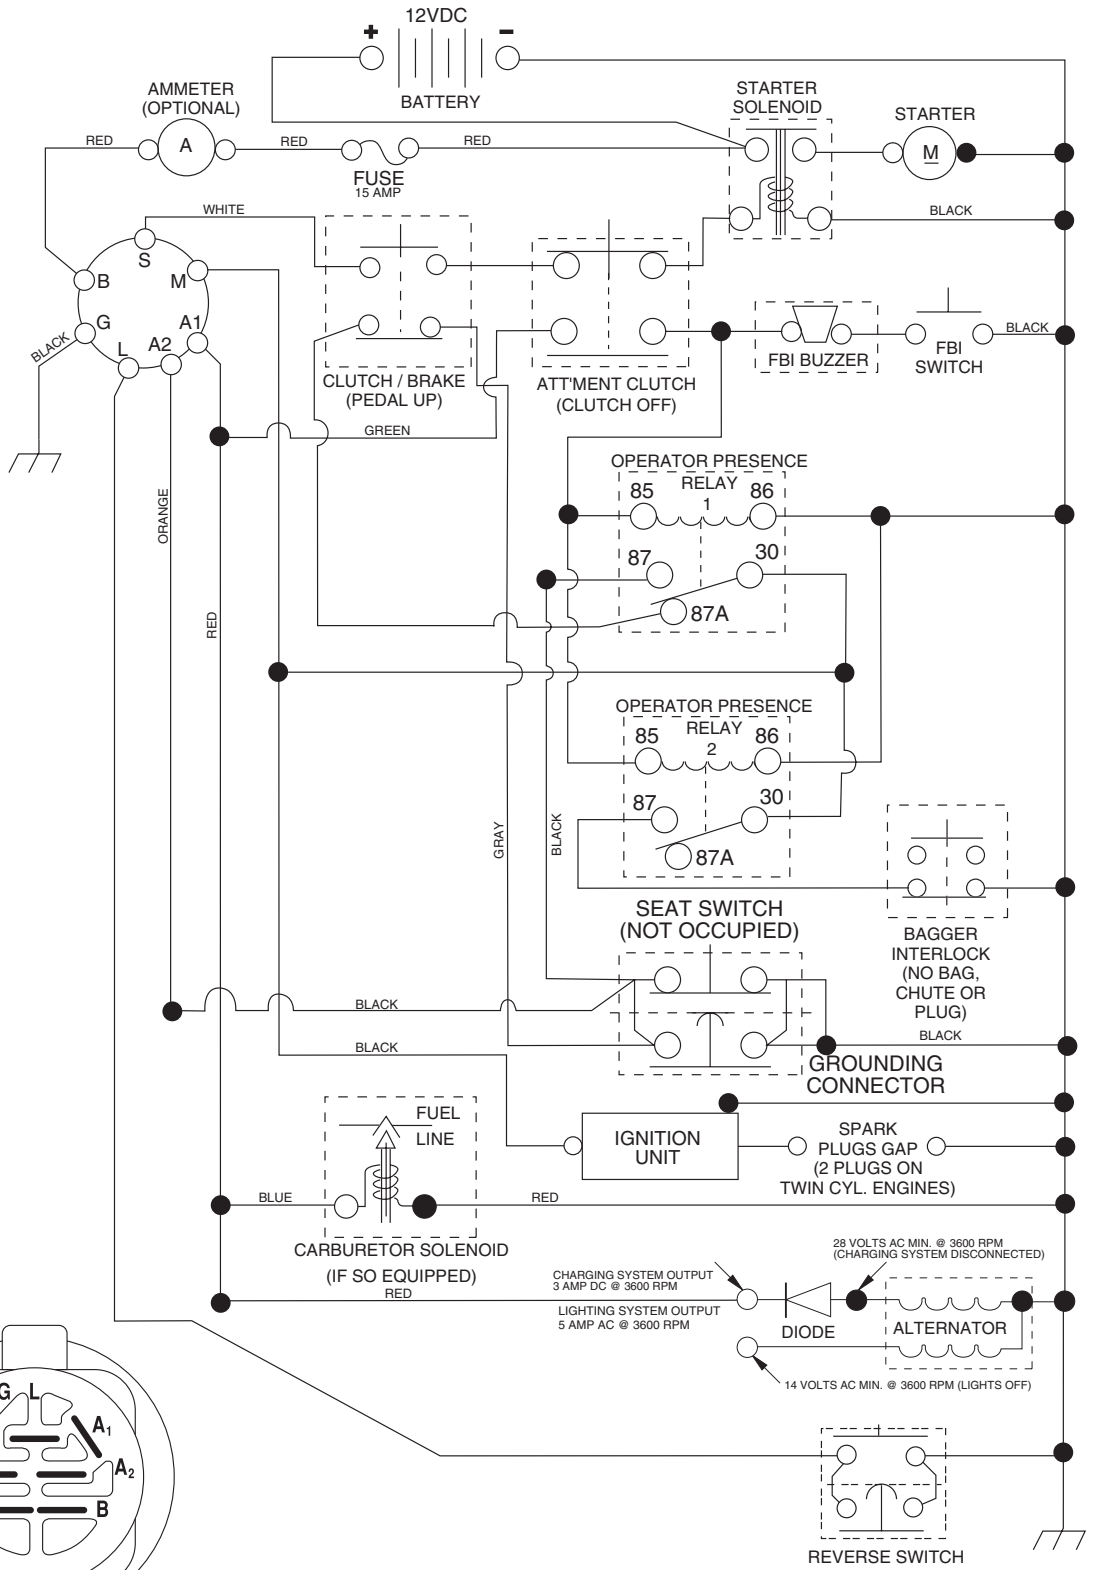 12VDC
+
-
BATTERY
AMMETER
(OPTIONAL)
A
RED
RED
RED
FUSE
15 AMP
STARTER
SOLENOID
STARTER
M
BLACK
WHITE
S
B
M
G
A1
L
A2
BLACK
CLUTCH / BRAKE
(PEDAL UP)
ATT'MENT CLUTCH
(CLUTCH OFF)
FBI BUZZER
FBI
SWITCH
BLACK
GREEN
ORANGE
RED
OPERATOR PRESENCE
RELAY
1
85
86
87
30
87A
OPERATOR PRESENCE
RELAY
2
85
86
87
30
87A
GRAY
BLACK
BAGGER
INTERLOCK
(NO BAG,
CHUTE OR
PLUG)
SEAT SWITCH
(NOT OCCUPIED)
BLACK
BLACK
BLACK
GROUNDING
CONNECTOR
IGNITION
UNIT
SPARK
PLUGS GAP
(2 PLUGS ON
TWIN CYL. ENGINES)
FUEL
LINE
BLUE
RED
CARBURETOR SOLENOID
(IF SO EQUIPPED)
RED
CHARGING SYSTEM OUTPUT
3 AMP DC @ 3600 RPM
LIGHTING SYSTEM OUTPUT
5 AMP AC @ 3600 RPM
28 VOLTS AC MIN. @ 3600 RPM
(CHARGING SYSTEM DISCONNECTED)
DIODE
ALTERNATOR
14 VOLTS AC MIN. @ 3600 RPM (LIGHTS OFF)
G L
A1
A2
B
REVERSE SWITCH